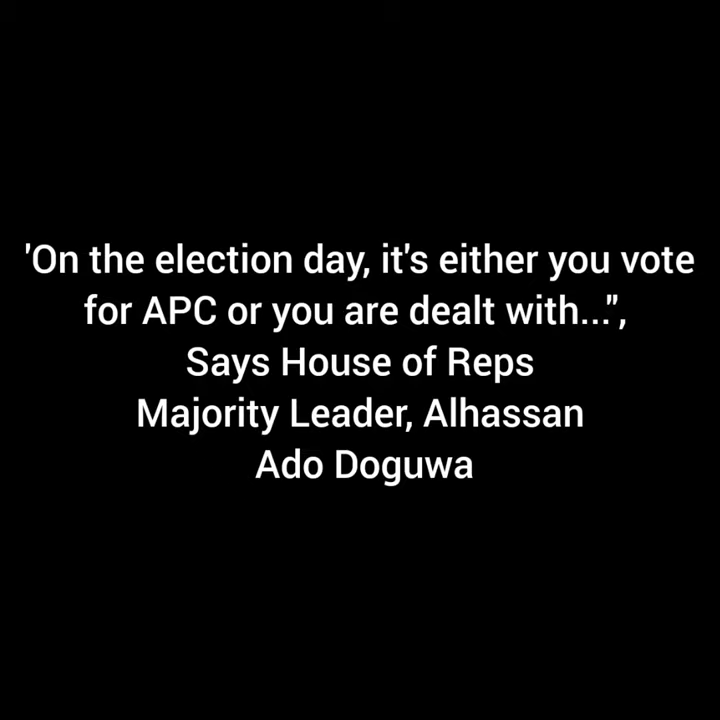 'On the election day, it's either you vote
for APC or you are dealt with...",
Says House of Reps
Majority Leader, Alhassan
Ado Doguwa